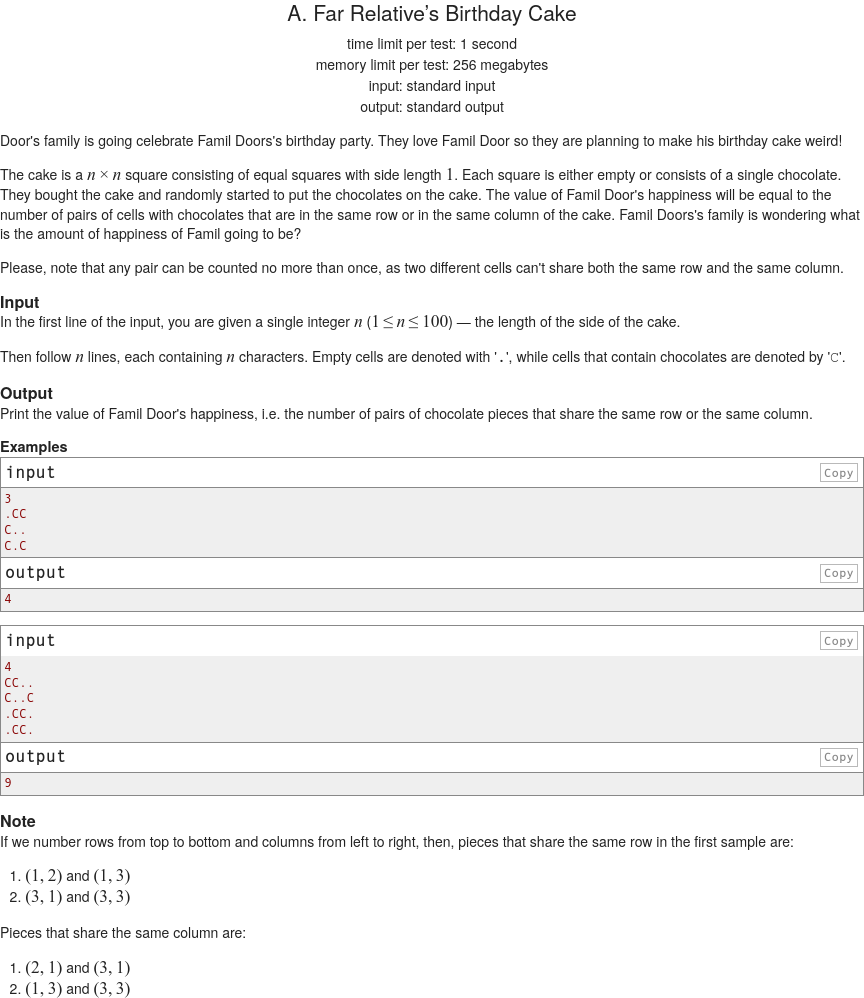 A. Far Relative’s Birthday Cake
time limit per test: 1 second
memory limit per test: 256 megabytes
input: standard input
output: standard output
Door's family is going celebrate Famil Doors's birthday party. They love Famil Door so they are planning to make his birthday cake weird!
The cake is a n × n square consisting of equal squares with side length 1. Each square is either empty or consists of a single chocolate.
They bought the cake and randomly started to put the chocolates on the cake. The value of Famil Door's happiness will be equal to the
number of pairs of cells with chocolates that are in the same row or in the same column of the cake. Famil Doors's family is wondering what
is the amount of happiness of Famil going to be?
Please, note that any pair can be counted no more than once, as two different cells can't share both the same row and the same column.
Input
In the first line of the input, you are given a single integer n (1 ≤ n ≤ 100) — the length of the side of the cake.
Then follow n lines, each containing n characters. Empty cells are denoted with '.', while cells that contain chocolates are denoted by 'C'.
Output
Print the value of Famil Door's happiness, i.e. the number of pairs of chocolate pieces that share the same row or the same column.
Examples
input Copy
3
.CC
C..
C.C
output Copy
4
input Copy
4
CC..
C..C
.CC.
.CC.
output Copy
9
Note
If we number rows from top to bottom and columns from left to right, then, pieces that share the same row in the first sample are:
1. (1, 2) and (1, 3)
2. (3, 1) and (3, 3)
Pieces that share the same column are:
1. (2, 1) and (3, 1)
2. (1, 3) and (3, 3)